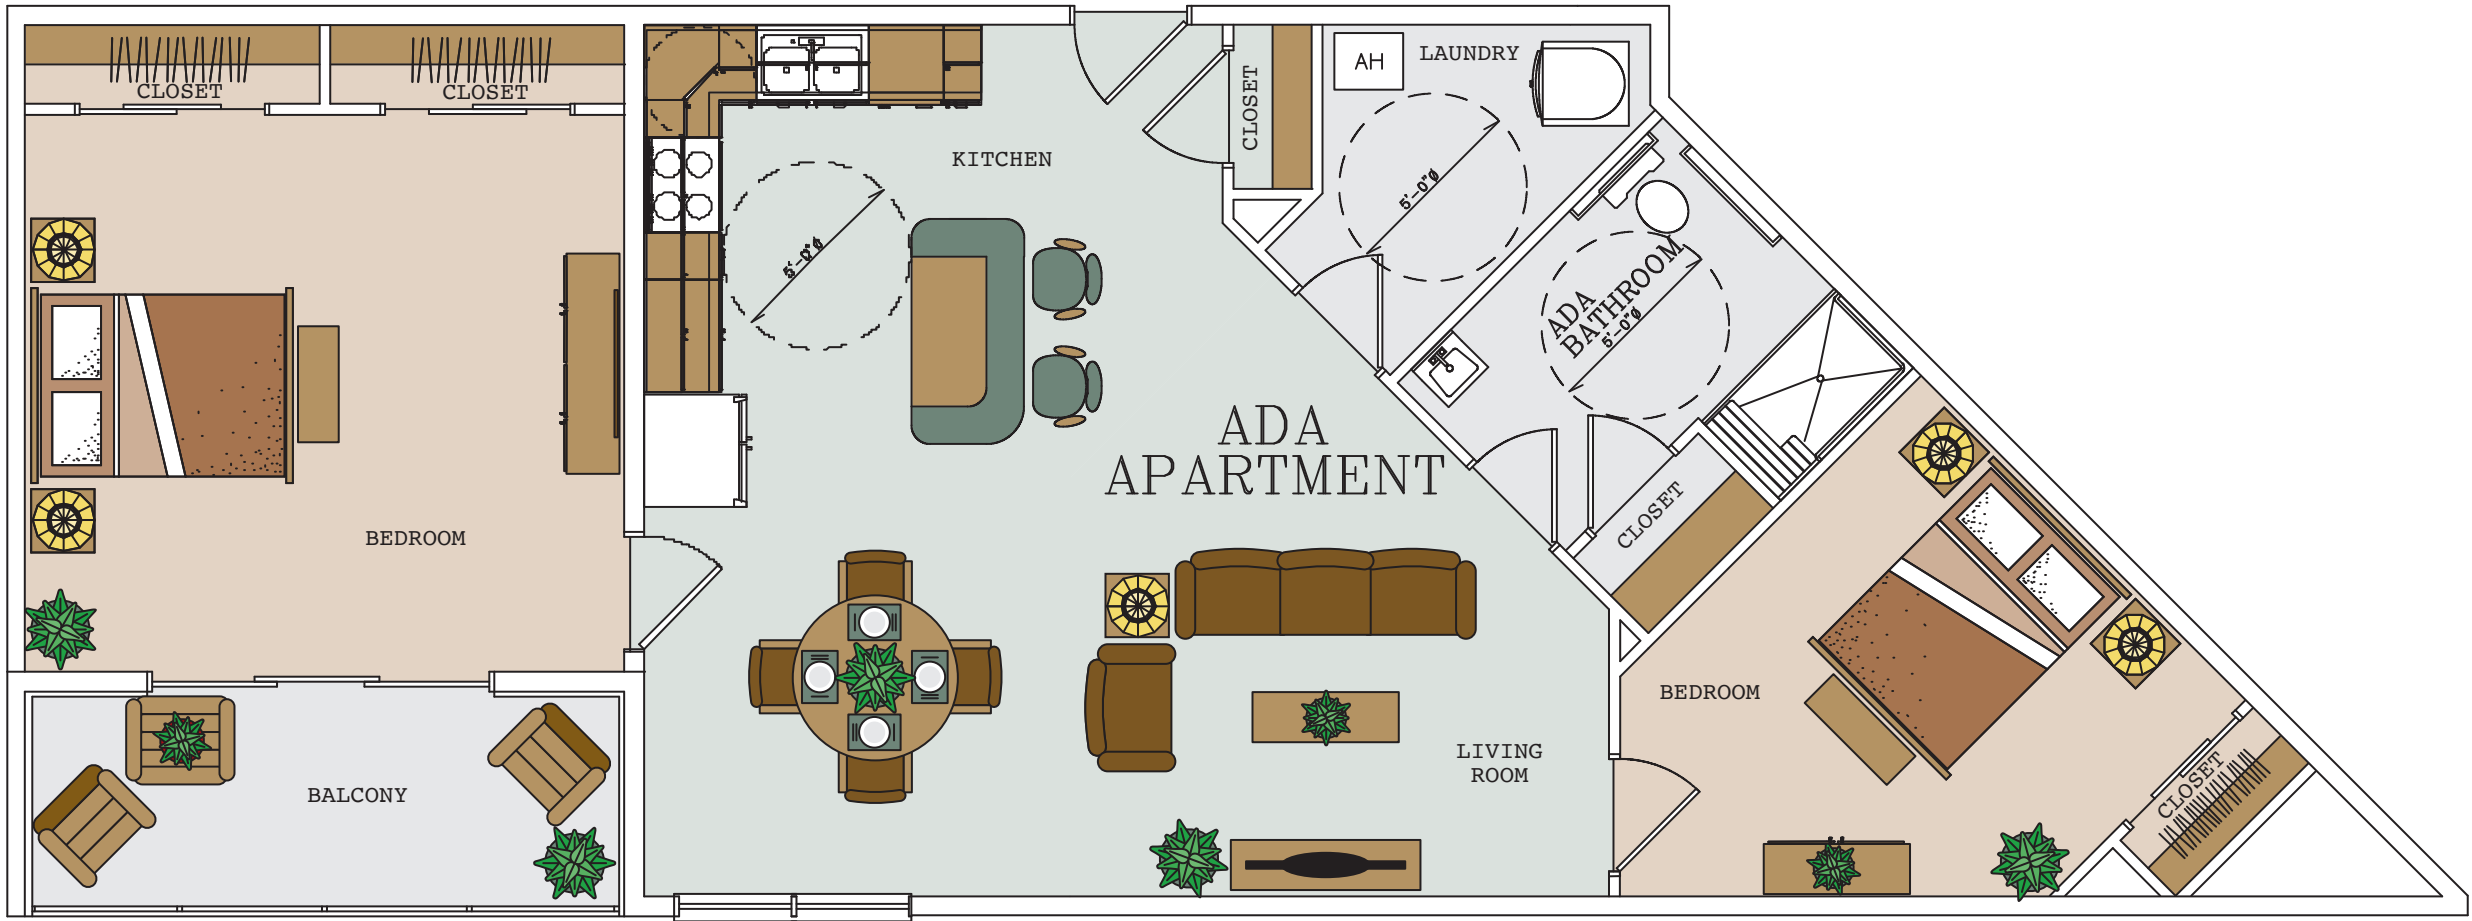 CLOSET
CLOSET
CLOSET
AH
LAUNDRY
KITCHEN
5'-0"Ø
5'-0"Ø
ADA
BATHROOM
5'-0"Ø
ADA
APARTMENT
CLOSET
BEDROOM
BEDROOM
LIVING
ROOM
BALCONY
CLOSET